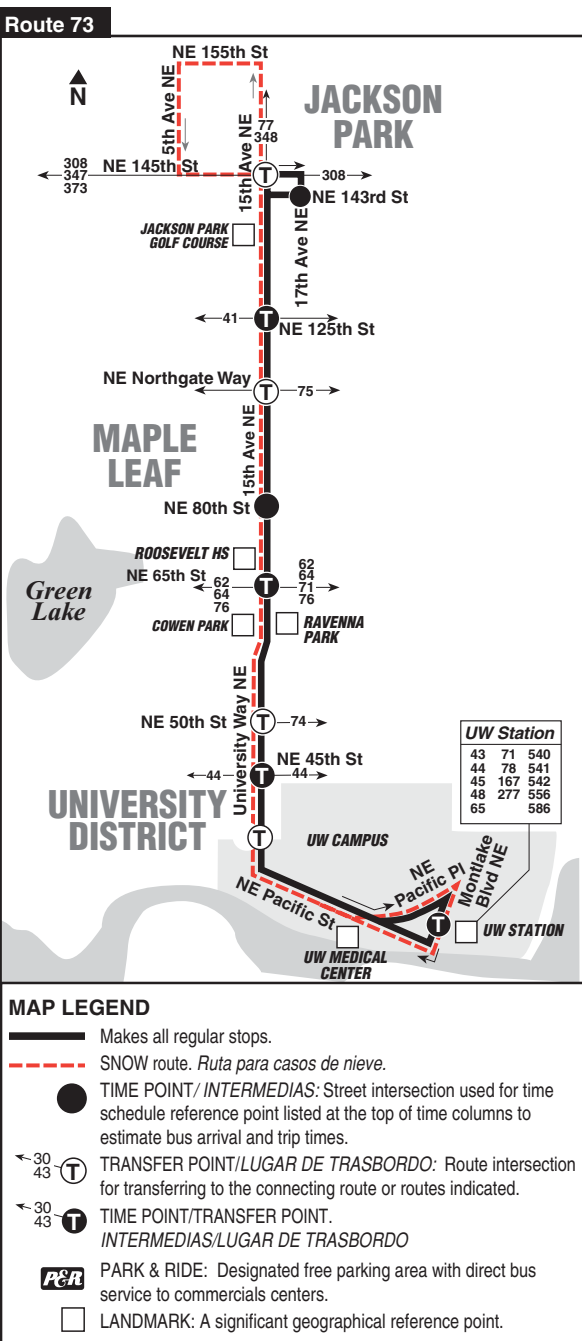 Route 73
NE 155th St
N
5th Ave NE
15th Ave NE
JACKSON
PARK
77
348
308
347
373
NE 145th St
T
308
NE 143rd St
JACKSON PARK
GOLF COURSE
17th Ave NE
41
T
NE 125th St
NE Northgate Way
T
75
MAPLE
LEAF
15th Ave NE
NE 80th St
ROOSEVELT HS
NE 65th St
62
64
76
T
62
64
71
76
Green
Lake
COWEN PARK
RAVENNA
PARK
University Way NE
NE 50th St
T
74
NE 45th St
44
T
44
UW Station
43 71 540
44 78 541
45 167 542
48 277 556
65 586
UNIVERSITY
DISTRICT
T
UW CAMPUS
NE
Pacific Pl
Montlake
Blvd NE
NE Pacific St
T
UW STATION
UW MEDICAL
CENTER
MAP LEGEND
Makes all regular stops.
SNOW route. Ruta para casos de nieve.
TIME POINT/ INTERMEDIAS: Street intersection used for time
schedule reference point listed at the top of time columns to
estimate bus arrival and trip times.
30
43
T
TRANSFER POINT/LUGAR DE TRASBORDO: Route intersection
for transferring to the connecting route or routes indicated.
30
43
T
TIME POINT/TRANSFER POINT.
INTERMEDIAS/LUGAR DE TRASBORDO
P&R
PARK & RIDE: Designated free parking area with direct bus
service to commercials centers.
LANDMARK: A significant geographical reference point.